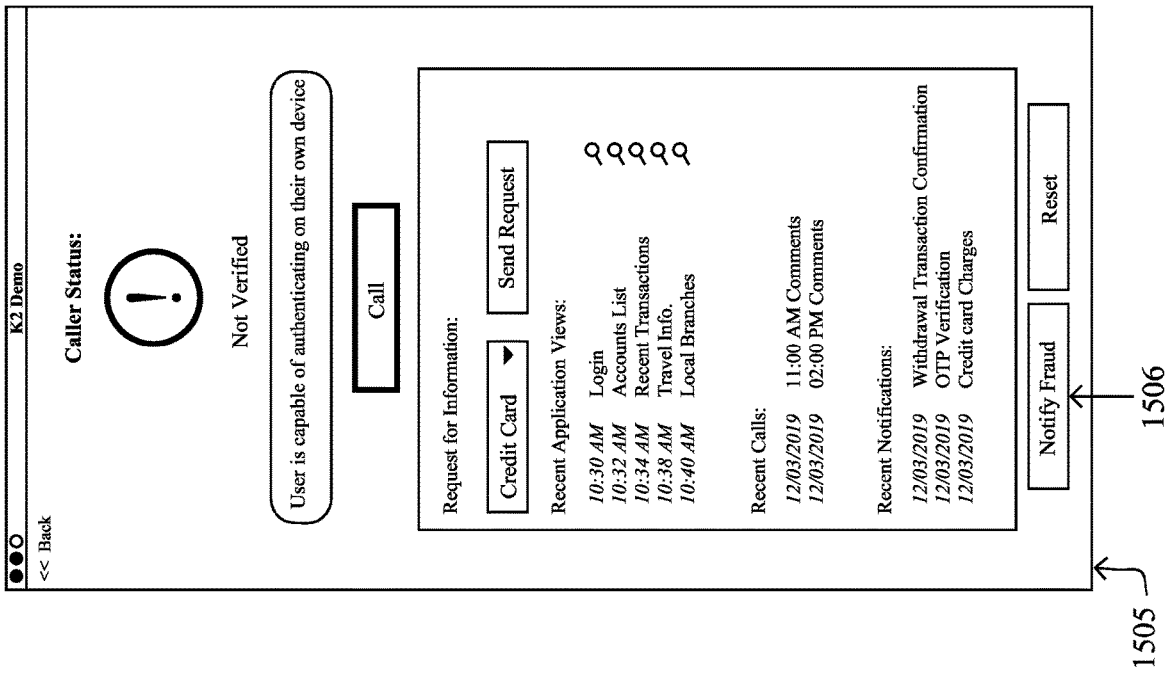 K2 Demo
<< Back
Caller Status:
!
Not Verified
User is capable of authenticating on their own device
Call
Request for Information:
Credit Card Send Request
Recent Application Views:
10:30 AM Login
10:32 AM Accounts List
10:34 AM Recent Transactions
10:38 AM Travel Info.
10:40 AM Local Branches
Recent Calls:
12/03/2019 11:00 AM Comments
12/03/2019 02:00 PM Comments
Recent Notifications:
12/03/2019 Withdrawal Transaction Confirmation
12/03/2019 OTP Verification
12/03/2019 Credit card Charges
Notify Fraud Reset
1505
1506